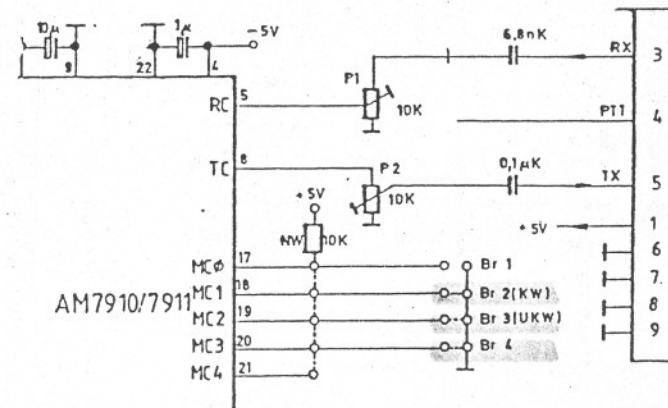 10µ 1µ -5V
9 22 4
6,8nK RX 3
P1
RC 5 10K
PTT 4
TC 8 P2 0,1µK TX 5
10K
+5V
+5V 1
NW 10K
6
MC0 17 Br 1
7
MC1 18 Br 2(KW)
AM7910/7911
8
MC2 19 Br 3(UKW)
9
MC3 20 Br 4
MC4 21